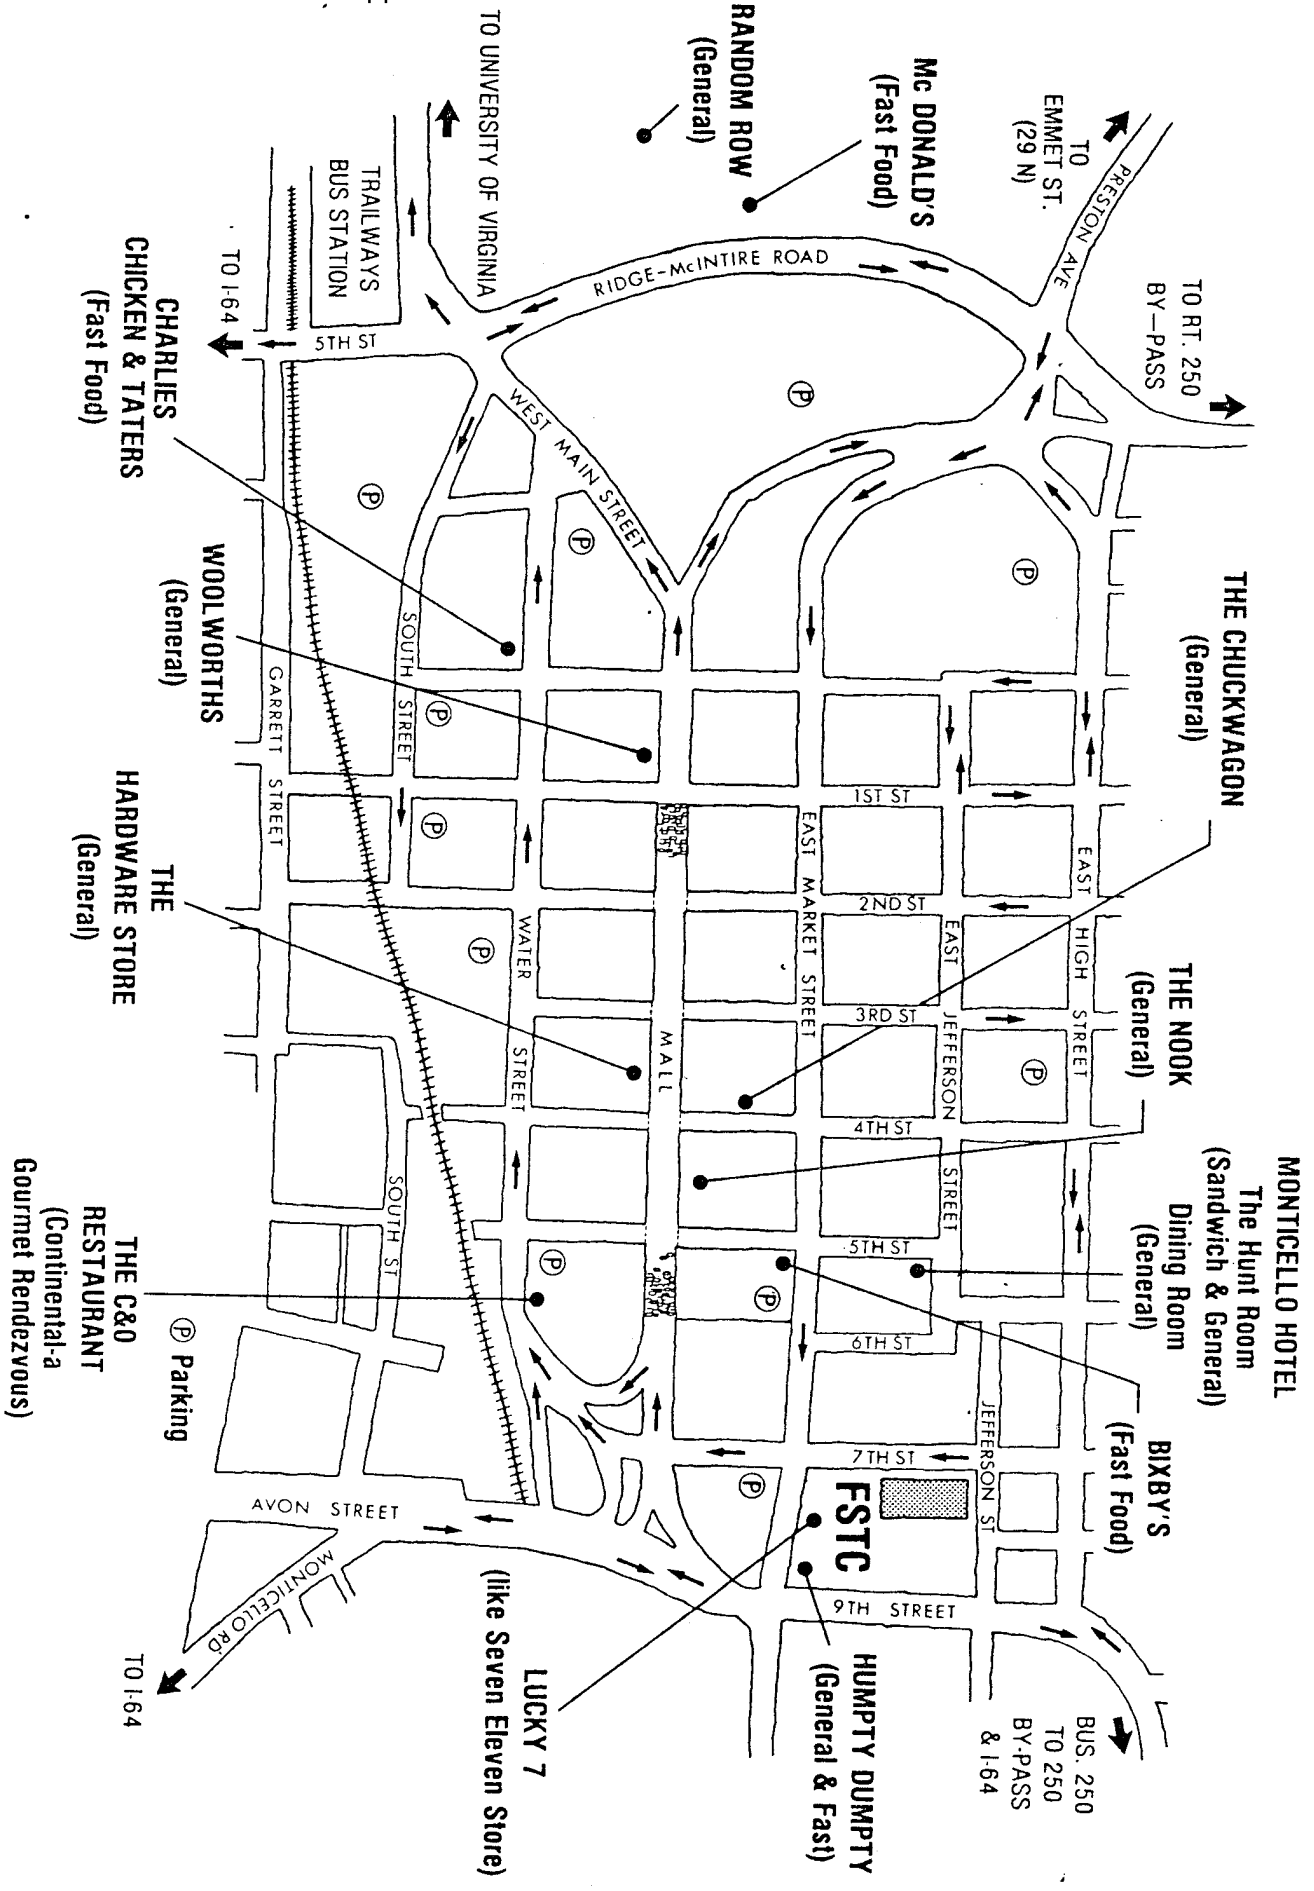 RANDOM ROW
(General)
Mc DONALD'S
(Fast Food)
TO
EMMET ST.
(29 N)
PRESTON AVE
TO RT. 250
BY—PASS
TO UNIVERSITY OF VIRGINIA
TRAILWAYS
BUS STATION
TO I-64
5TH ST
RIDGE–McINTIRE ROAD
WEST MAIN STREET
CHARLIES
CHICKEN & TATERS
(Fast Food)
WOOLWORTHS
(General)
THE
HARDWARE STORE
(General)
THE C&O
RESTAURANT
(Continental-a
Gourmet Rendezvous)
P Parking
THE CHUCKWAGON
(General)
THE NOOK
(General)
MONTICELLO HOTEL
The Hunt Room
(Sandwich & General)
Dining Room
(General)
BIXBY'S
(Fast Food)
HUMPTY DUMPTY
(General & Fast)
LUCKY 7
(like Seven Eleven Store)
FSTC
BUS. 250
TO 250
BY-PASS
& I-64
TO I-64
EAST HIGH STREET
EAST JEFFERSON STREET
JEFFERSON ST
EAST MARKET STREET
MALL
WATER STREET
SOUTH STREET
SOUTH ST
GARRETT STREET
1ST ST
2ND ST
3RD ST
4TH ST
5TH ST
6TH ST
7TH ST
9TH STREET
AVON STREET
MONTICELLO RD
P
P
P
P
P
P
P
P
P
P
P